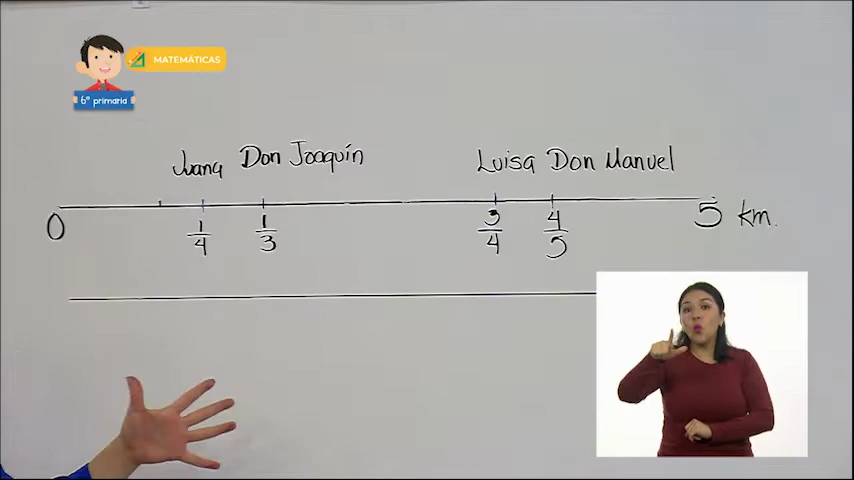 MATEMÁTICAS
6° primaria
Juana Don Joaquín Luisa Don Manuel
0 1/4 1/3 3/4 4/5 5 km.